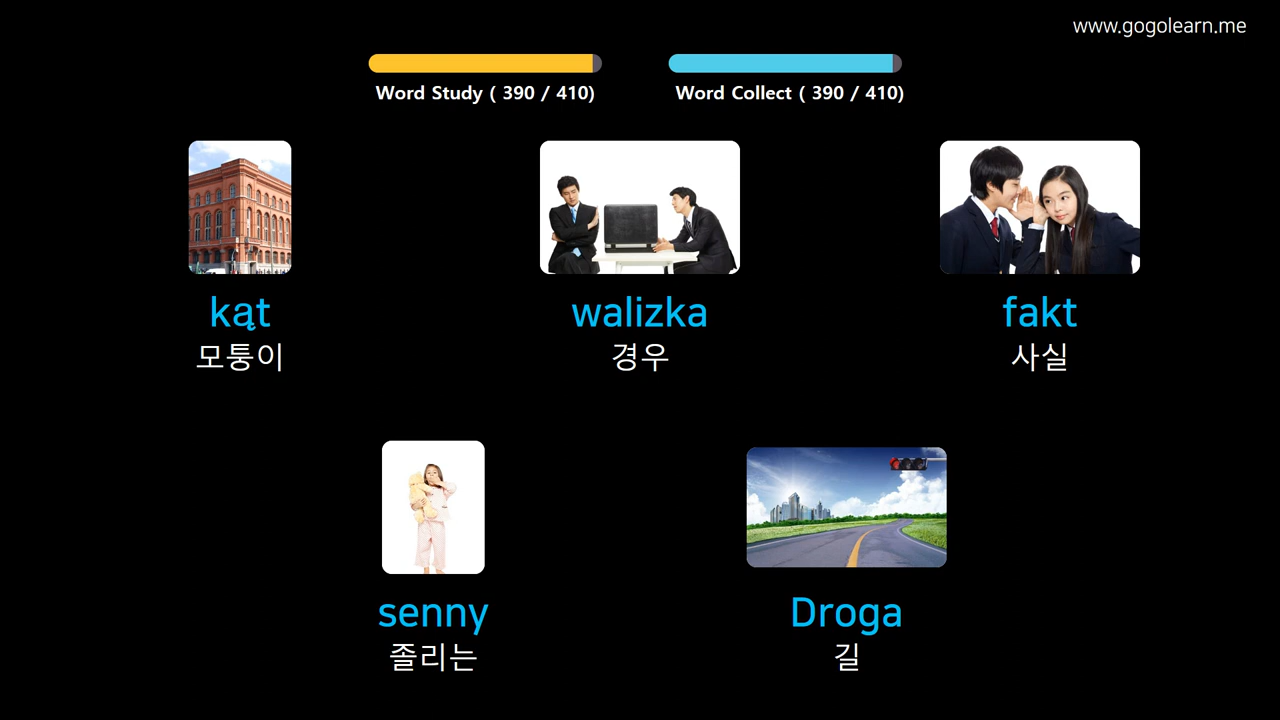 www.gogolearn.me
Word Study ( 390 / 410)
Word Collect ( 390 / 410)
kąt
모퉁이
walizka
경우
fakt
사실
senny
졸리는
Droga
길